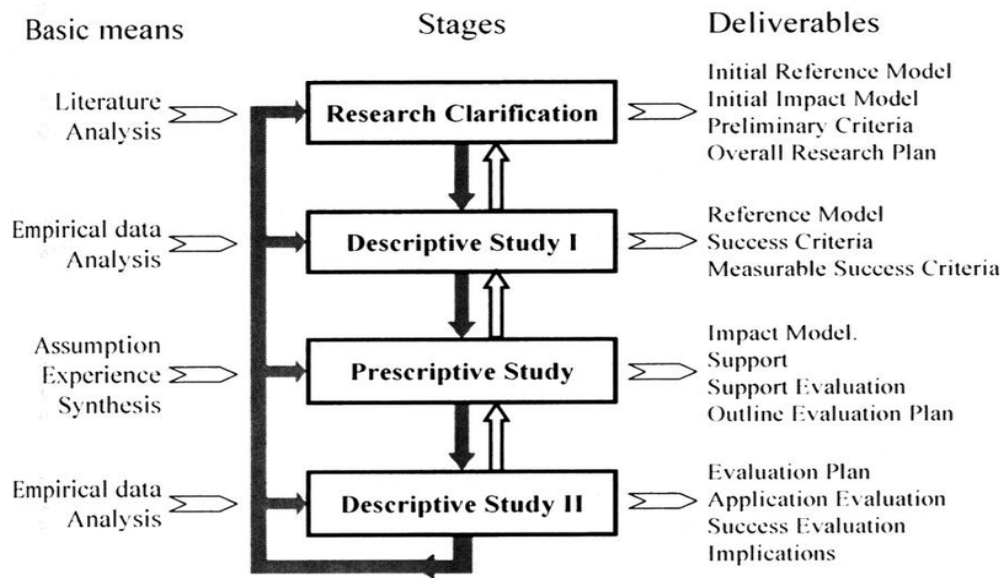 Basic means
Stages
Deliverables
Literature
Analysis
Research Clarification
Initial Reference Model
Initial Impact Model
Preliminary Criteria
Overall Research Plan
Empirical data
Analysis
Descriptive Study I
Reference Model
Success Criteria
Measurable Success Criteria
Assumption
Experience
Synthesis
Prescriptive Study
Impact Model.
Support
Support Evaluation
Outline Evaluation Plan
Empirical data
Analysis
Descriptive Study II
Evaluation Plan
Application Evaluation
Success Evaluation
Implications